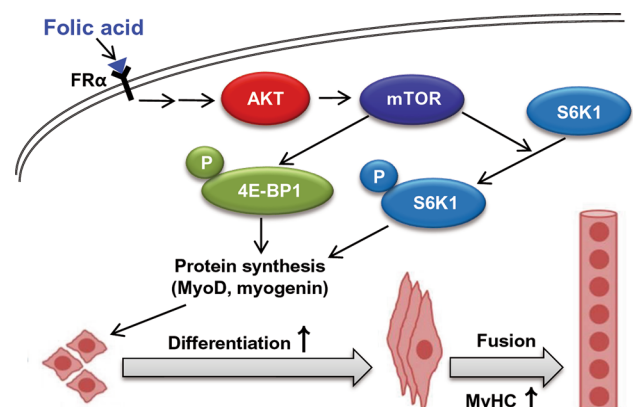 Folic acid
FRα
AKT
mTOR
S6K1
P
4E-BP1
P
S6K1
Protein synthesis
(MyoD, myogenin)
Differentiation ↑
Fusion
MyHC ↑